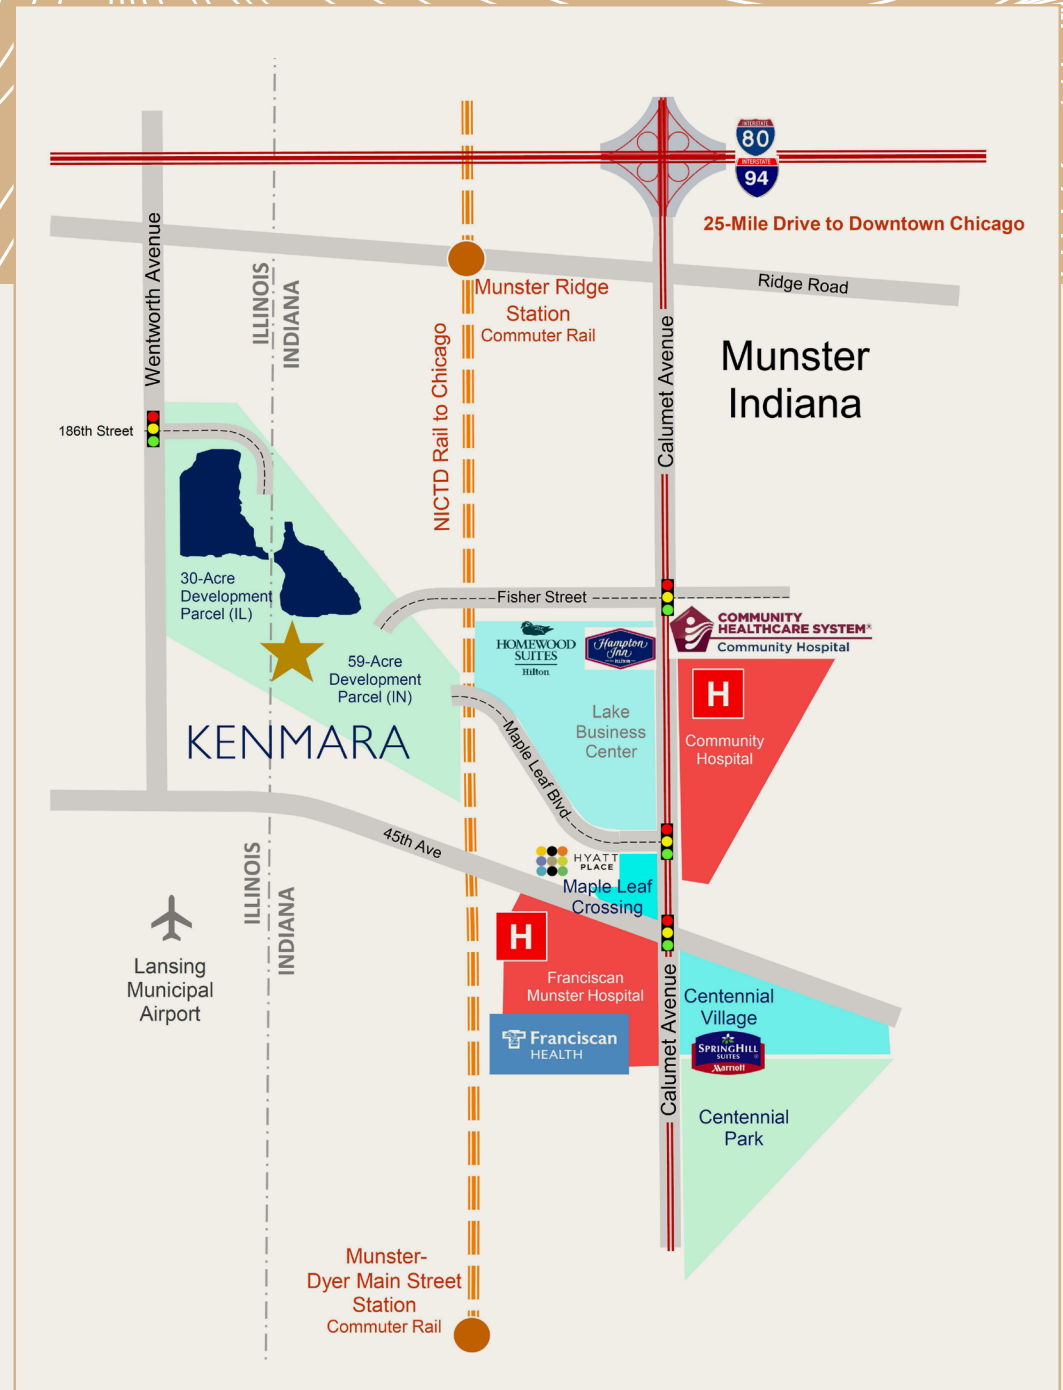 INTERSTATE
80
INTERSTATE
94
25-Mile Drive to Downtown Chicago
Wentworth Avenue
ILLINOIS
INDIANA
Munster Ridge
Station
Commuter Rail
Ridge Road
NICTD Rail to Chicago
Calumet Avenue
Munster
Indiana
186th Street
30-Acre
Development
Parcel (IL)
Fisher Street
HOMEWOOD
SUITES
Hilton
Hampton
Inn
COMMUNITY
HEALTHCARE SYSTEM®
Community Hospital
59-Acre
Development
Parcel (IN)
KENMARA
Maple Leaf Blvd
Lake
Business
Center
H
Community
Hospital
45th Ave
HYATT
PLACE
Maple Leaf
Crossing
ILLINOIS
INDIANA
Lansing
Municipal
Airport
H
Franciscan
Munster Hospital
Franciscan
HEALTH
Calumet Avenue
Centennial
Village
SPRINGHILL
SUITES
Marriott
Centennial
Park
Munster-
Dyer Main Street
Station
Commuter Rail